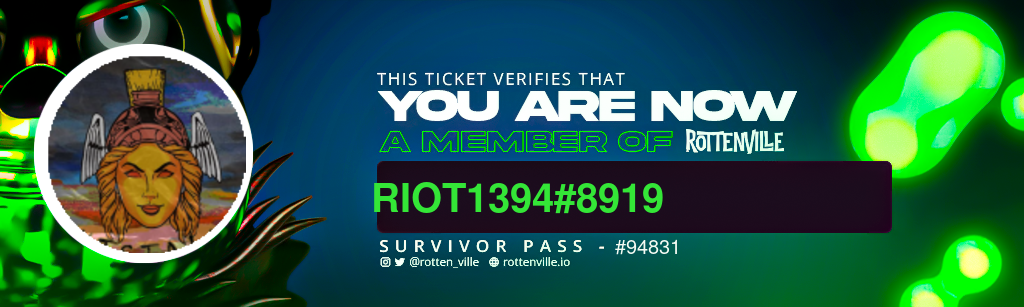 THIS TICKET VERIFIES THAT
YOU ARE NOW
A MEMBER OF ROTTENVILLE
RIOT1394#8919
SURVIVOR PASS - #94831
@rotten_ville rottenville.io